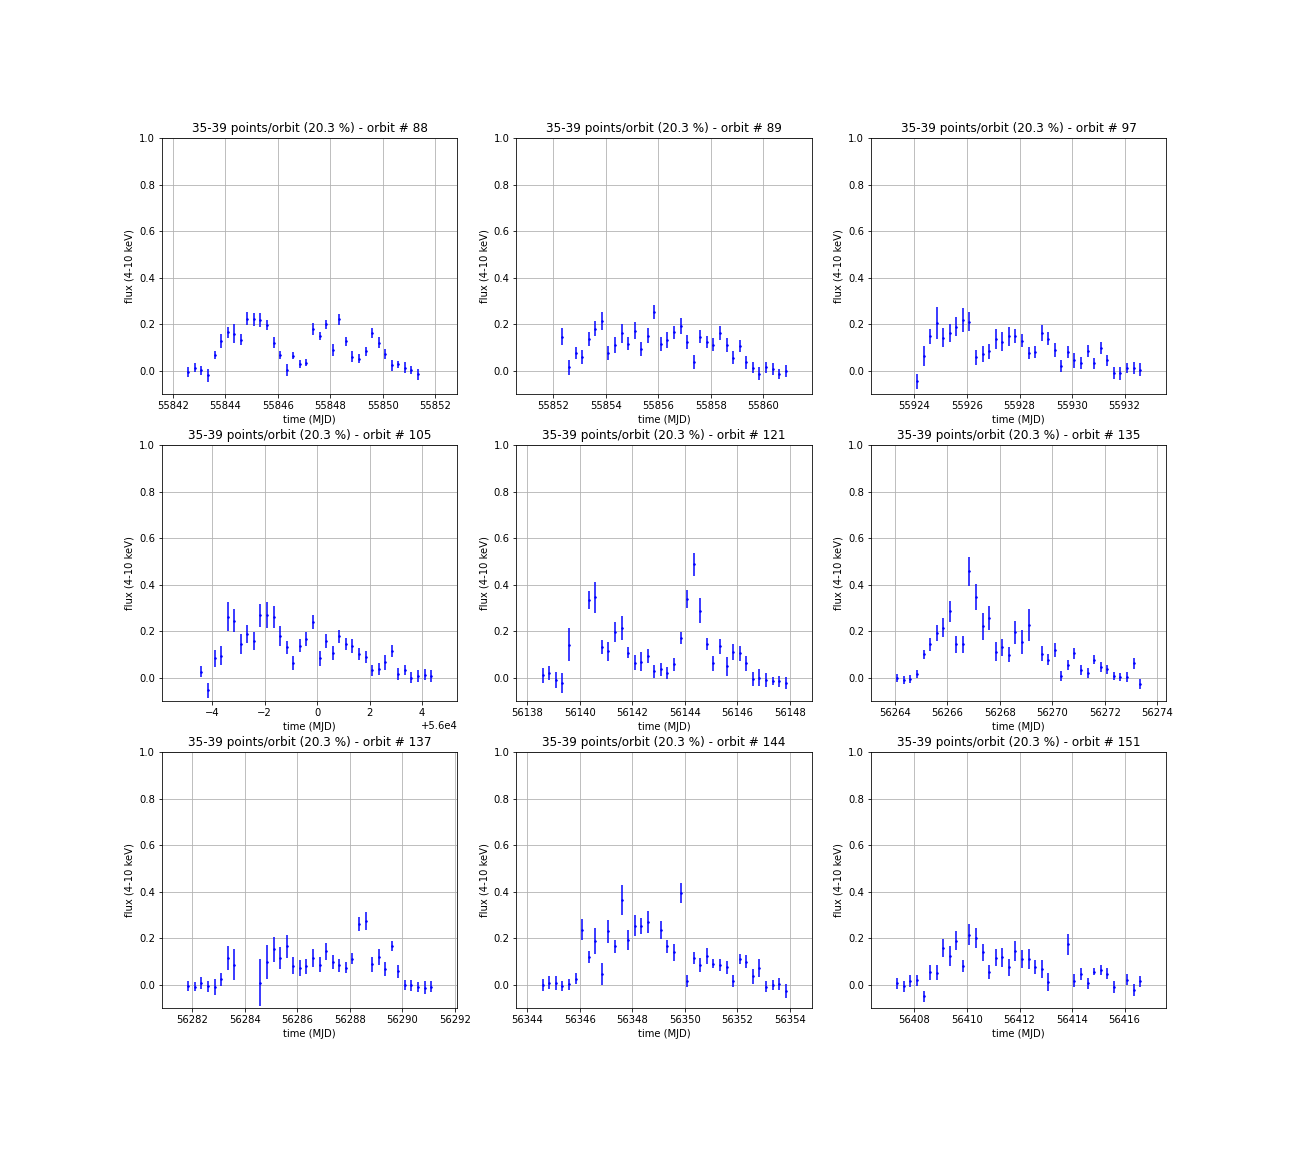 35-39 points/orbit (20.3 %) - orbit # 88
35-39 points/orbit (20.3 %) - orbit # 89
35-39 points/orbit (20.3 %) - orbit # 97
1.0 0.8 0.6 0.4 0.2 0.0
flux (4-10 keV)
55842 55844 55846 55848 55850 55852
time (MJD)
1.0 0.8 0.6 0.4 0.2 0.0
flux (4-10 keV)
55852 55854 55856 55858 55860
time (MJD)
1.0 0.8 0.6 0.4 0.2 0.0
flux (4-10 keV)
55924 55926 55928 55930 55932
time (MJD)
35-39 points/orbit (20.3 %) - orbit # 105
35-39 points/orbit (20.3 %) - orbit # 121
35-39 points/orbit (20.3 %) - orbit # 135
1.0 0.8 0.6 0.4 0.2 0.0
flux (4-10 keV)
−4 −2 0 2 4
time (MJD)
+5.6e4
1.0 0.8 0.6 0.4 0.2 0.0
flux (4-10 keV)
56138 56140 56142 56144 56146 56148
time (MJD)
1.0 0.8 0.6 0.4 0.2 0.0
flux (4-10 keV)
56264 56266 56268 56270 56272 56274
time (MJD)
35-39 points/orbit (20.3 %) - orbit # 137
35-39 points/orbit (20.3 %) - orbit # 144
35-39 points/orbit (20.3 %) - orbit # 151
1.0 0.8 0.6 0.4 0.2 0.0
flux (4-10 keV)
56282 56284 56286 56288 56290 56292
time (MJD)
1.0 0.8 0.6 0.4 0.2 0.0
flux (4-10 keV)
56344 56346 56348 56350 56352 56354
time (MJD)
1.0 0.8 0.6 0.4 0.2 0.0
flux (4-10 keV)
56408 56410 56412 56414 56416
time (MJD)